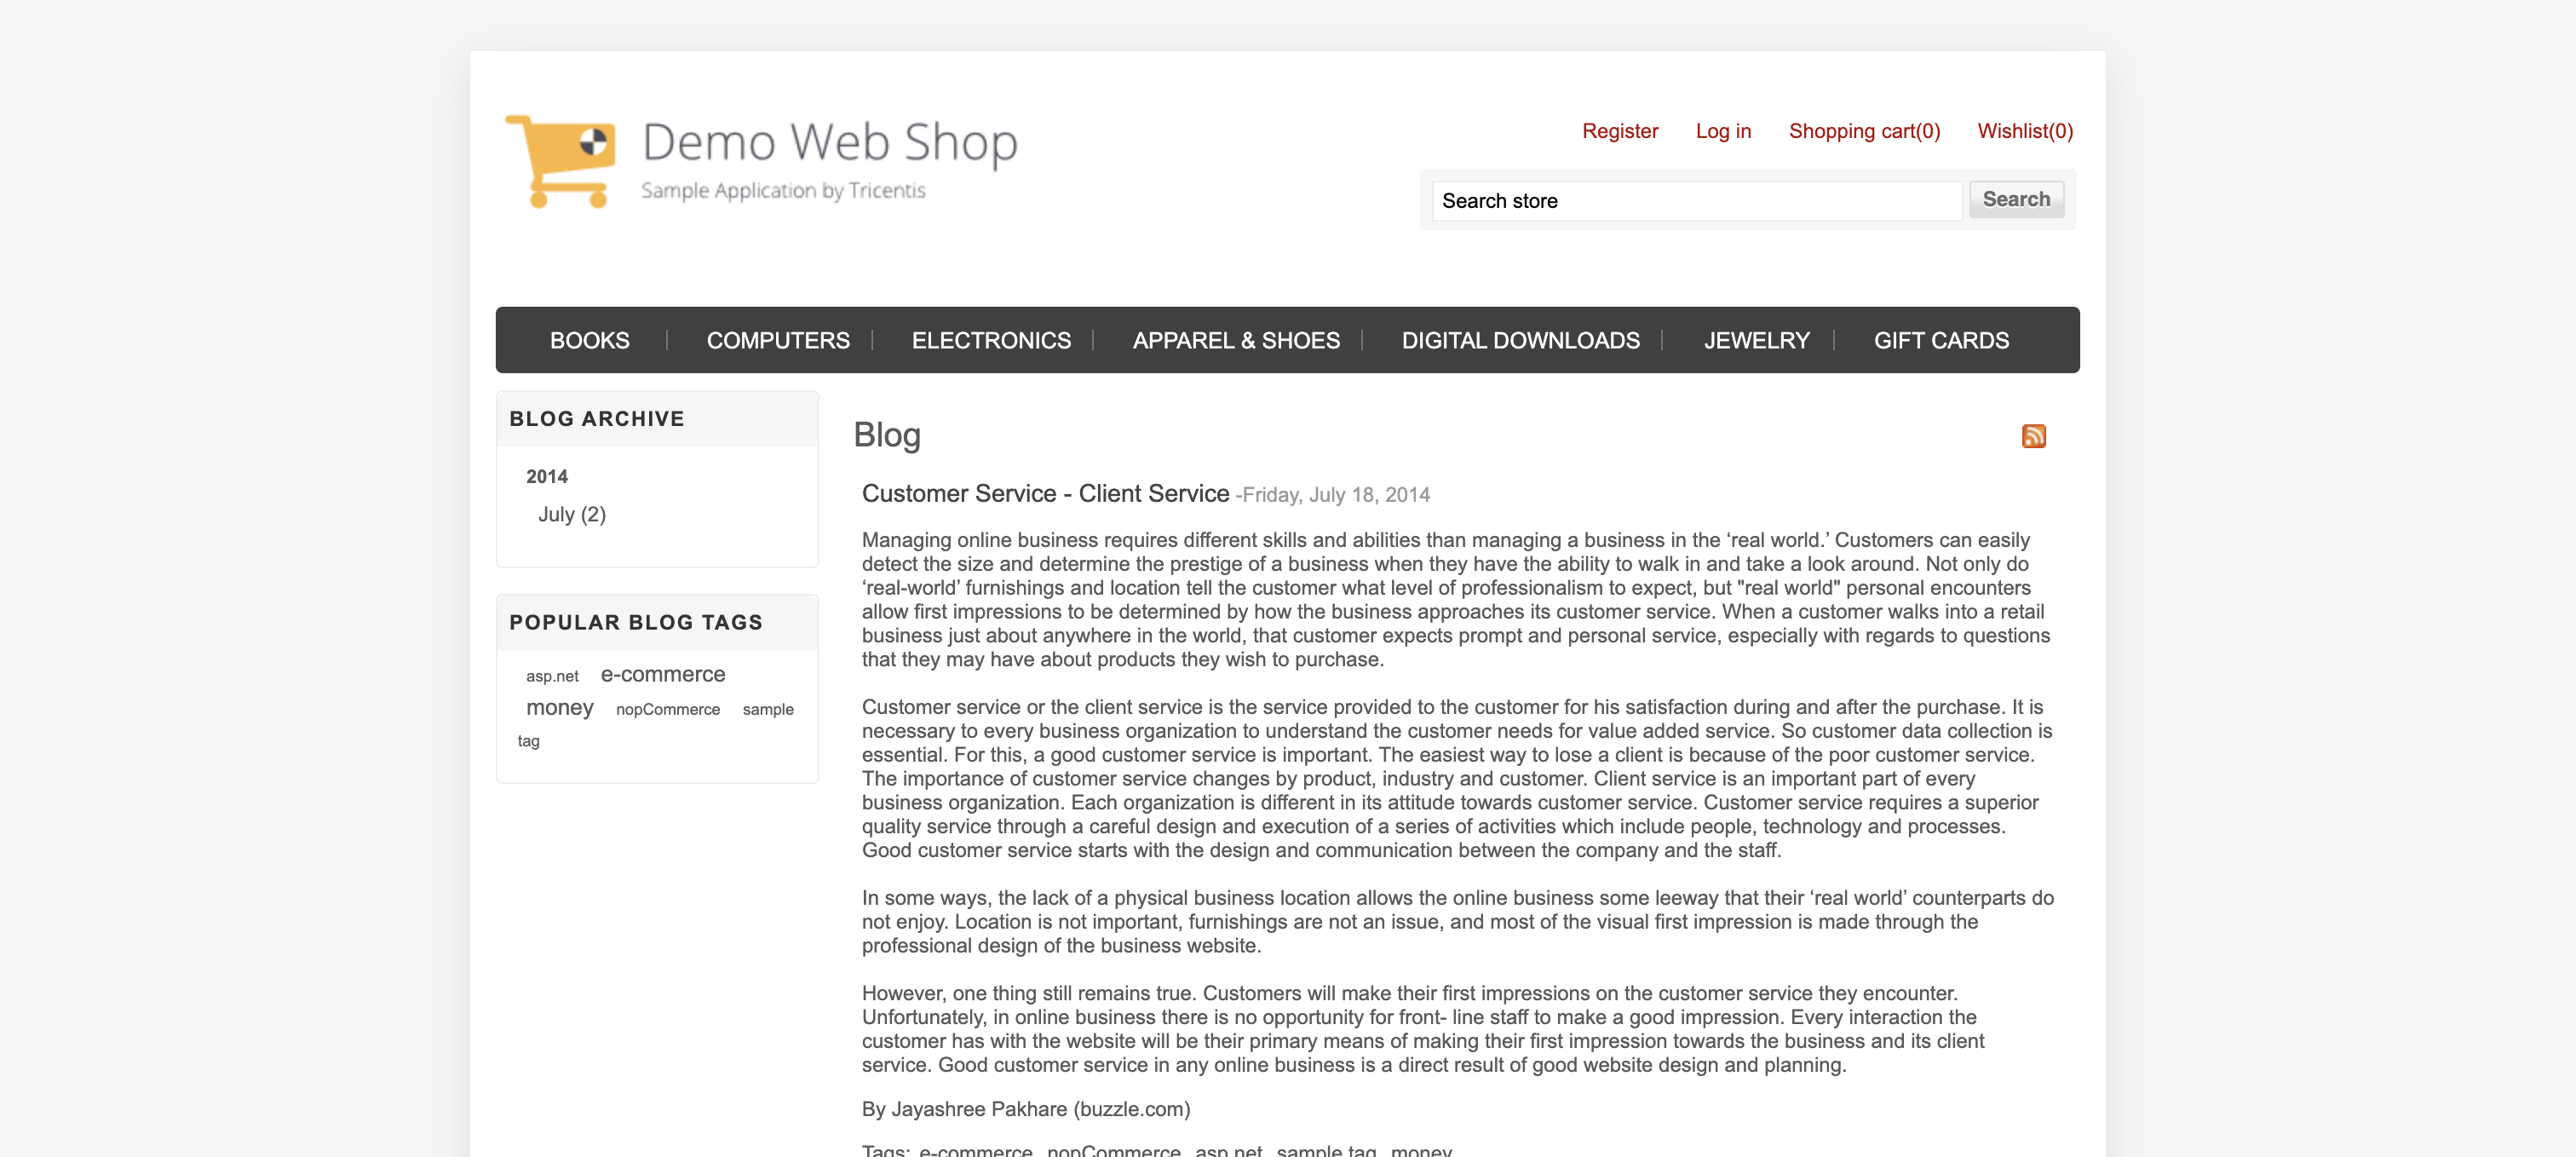 Demo Web Shop
Sample Application by Tricentis
Register Log in Shopping cart(0) Wishlist(0)
Search store Search
BOOKS COMPUTERS ELECTRONICS APPAREL & SHOES DIGITAL DOWNLOADS JEWELRY GIFT CARDS
BLOG ARCHIVE
2014
July (2)
POPULAR BLOG TAGS
asp.net e-commerce
money nopCommerce sample
tag
Blog
Customer Service - Client Service -Friday, July 18, 2014
Managing online business requires different skills and abilities than managing a business in the ‘real world.’ Customers can easily
detect the size and determine the prestige of a business when they have the ability to walk in and take a look around. Not only do
‘real-world’ furnishings and location tell the customer what level of professionalism to expect, but "real world" personal encounters
allow first impressions to be determined by how the business approaches its customer service. When a customer walks into a retail
business just about anywhere in the world, that customer expects prompt and personal service, especially with regards to questions
that they may have about products they wish to purchase.
Customer service or the client service is the service provided to the customer for his satisfaction during and after the purchase. It is
necessary to every business organization to understand the customer needs for value added service. So customer data collection is
essential. For this, a good customer service is important. The easiest way to lose a client is because of the poor customer service.
The importance of customer service changes by product, industry and customer. Client service is an important part of every
business organization. Each organization is different in its attitude towards customer service. Customer service requires a superior
quality service through a careful design and execution of a series of activities which include people, technology and processes.
Good customer service starts with the design and communication between the company and the staff.
In some ways, the lack of a physical business location allows the online business some leeway that their ‘real world’ counterparts do
not enjoy. Location is not important, furnishings are not an issue, and most of the visual first impression is made through the
professional design of the business website.
However, one thing still remains true. Customers will make their first impressions on the customer service they encounter.
Unfortunately, in online business there is no opportunity for front- line staff to make a good impression. Every interaction the
customer has with the website will be their primary means of making their first impression towards the business and its client
service. Good customer service in any online business is a direct result of good website design and planning.
By Jayashree Pakhare (buzzle.com)
Tags: e-commerce, nopCommerce, asp.net, sample tag, money